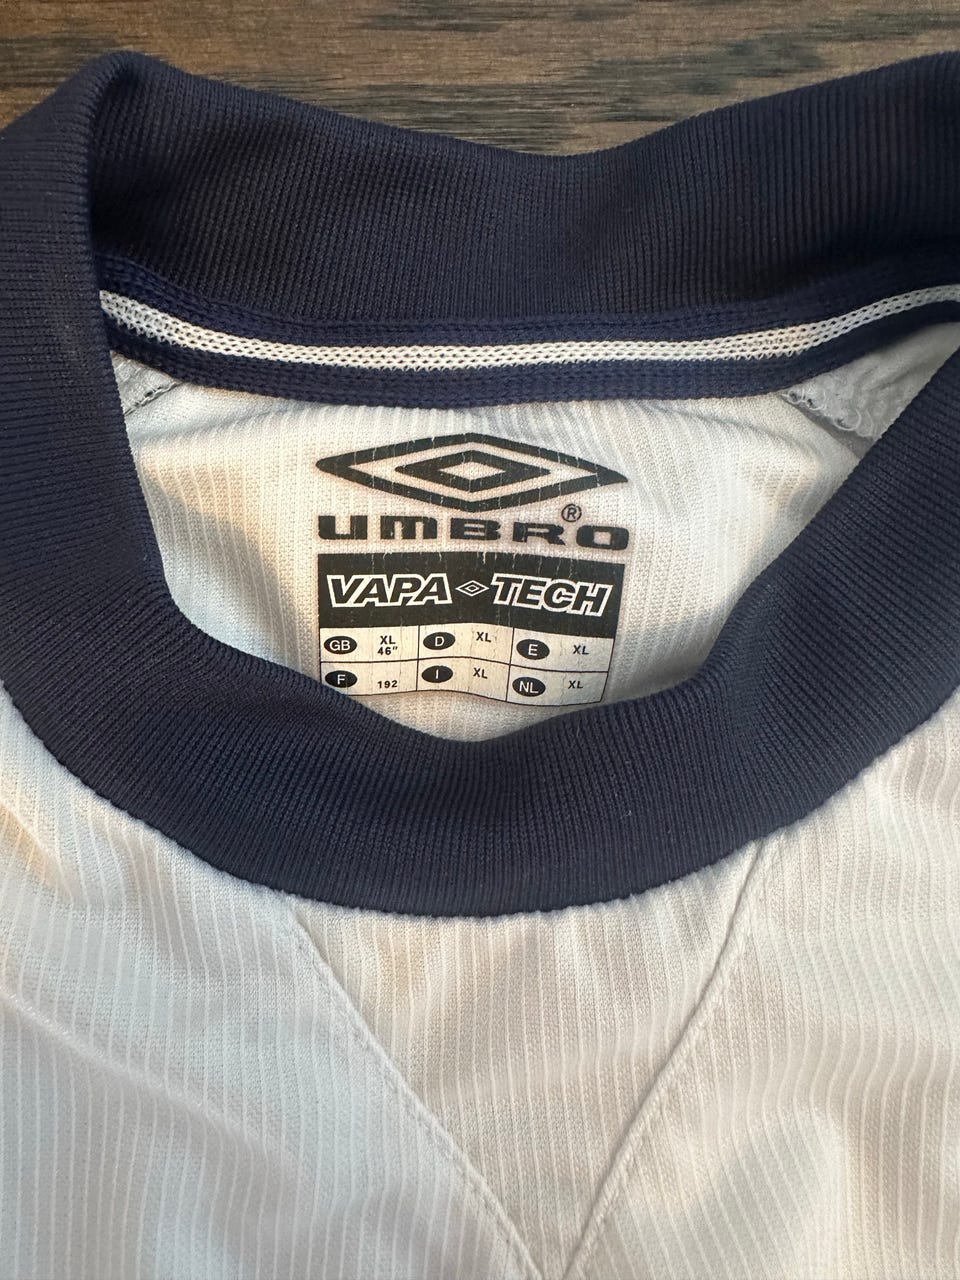 UMBRO®
VAPA TECH
GB XL 46" D XL E XL
F 192 I XL NL XL